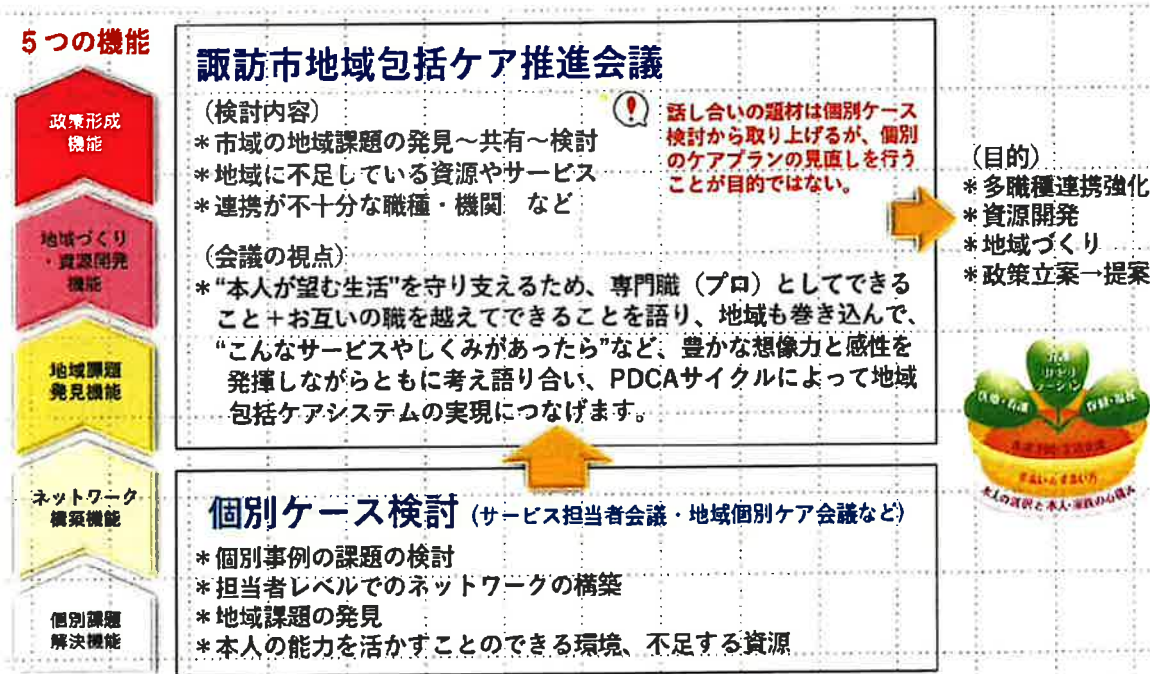 5つの機能
政策形成
機能
地域づくり
・資源開発
機能
地域課題
発見機能
ネットワーク
構築機能
個別課題
解決機能
諏訪市地域包括ケア推進会議
(検討内容)
*市域の地域課題の発見~共有~検討
*地域に不足している資源やサービス
*連携が不十分な職種・機関 など
話し合いの題材は個別ケース
検討から取り上げるが、個別
のケアプランの見直しを行う
ことが目的ではない。
(会議の視点)
*“本人が望む生活"を守り支えるため、専門職(プロ)としてできる
こと+お互いの職を越えてできることを語り、地域も巻き込んで、
“こんなサービスやしくみがあったら”など、豊かな想像力と感性を
発揮しながらともに考え語り合い、PDCAサイクルによって地域
包括ケアシステムの実現につなげます。
個別ケース検討(サービス担当者会議・地域個別ケア会議など)
*個別事例の課題の検討
*担当者レベルでのネットワークの構築
*地域課題の発見
*本人の能力を活かすことのできる環境、不足する資源
(目的)
*多職種連携強化
*資源開発
*地域づくり
*政策立案→提案
医療・看護
保健・福祉
すまいとすまい方